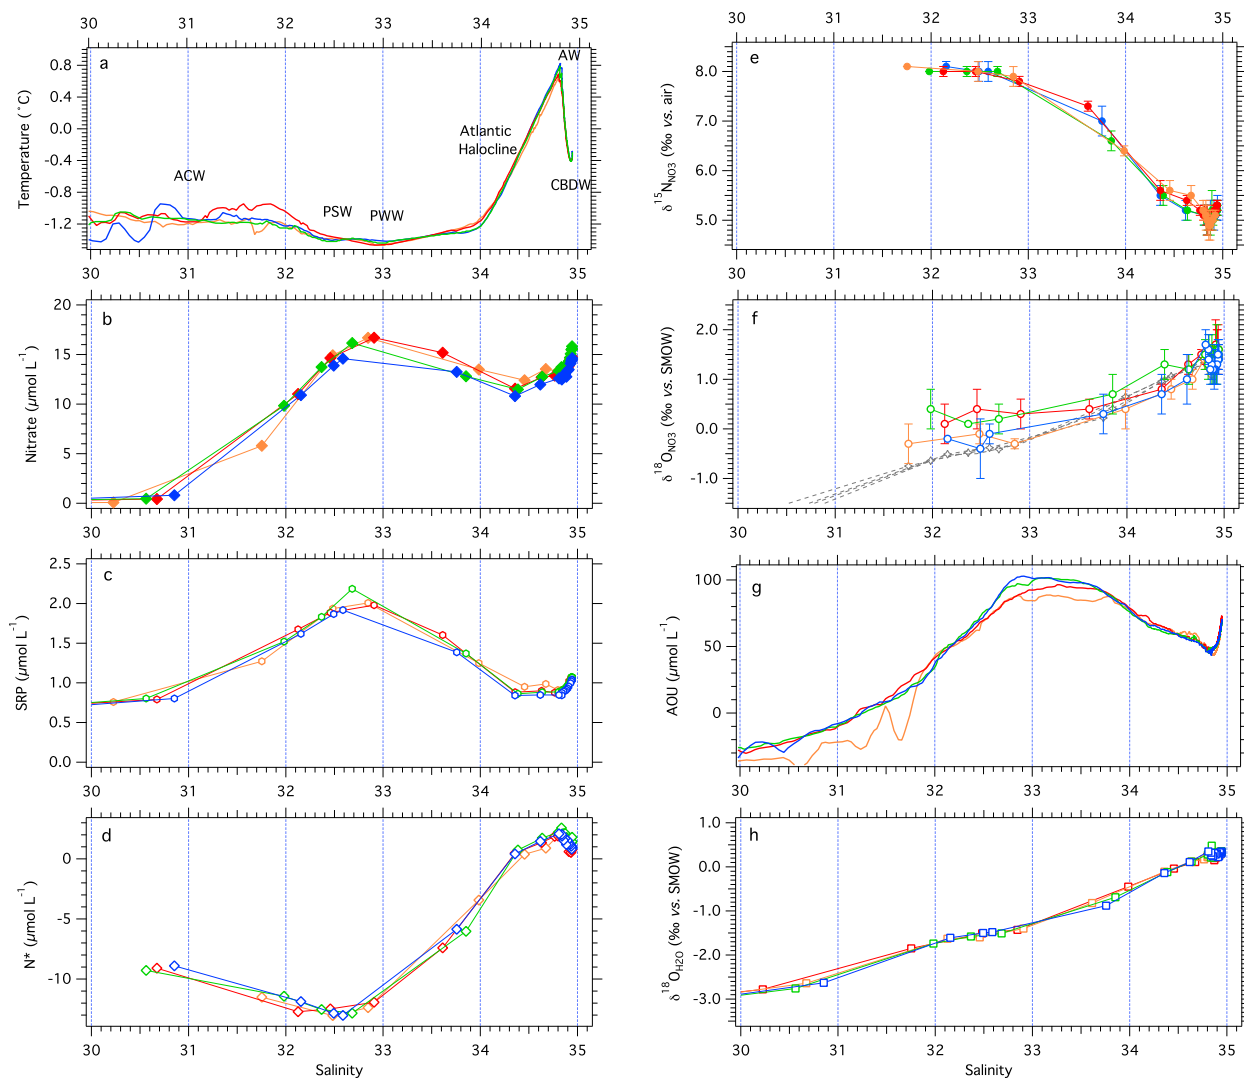 30 31 32 33 34 35
a
AW
Atlantic
Halocline
ACW
PSW
PWW
CBDW
0.8
0.4
0.0
-0.4
-0.8
-1.2
Temperature (˚C)
30 31 32 33 34 35
b
20
15
10
5
0
Nitrate (µmol L⁻¹)
30 31 32 33 34 35
c
2.5
2.0
1.5
1.0
0.5
0.0
SRP (µmol L⁻¹)
30 31 32 33 34 35
d
0
-5
-10
N* (µmol L⁻¹)
30 31 32 33 34 35
Salinity
30 31 32 33 34 35
e
8.0
7.0
6.0
5.0
δ¹⁵N NO3 (‰ vs. air)
30 31 32 33 34 35
f
2.0
1.0
0.0
-1.0
δ¹⁸O NO3 (‰ vs. SMOW)
30 31 32 33 34 35
g
100
50
0
AOU (µmol L⁻¹)
30 31 32 33 34 35
h
1.0
0.0
-1.0
-2.0
-3.0
δ¹⁸O H2O (‰ vs. SMOW)
30 31 32 33 34 35
Salinity